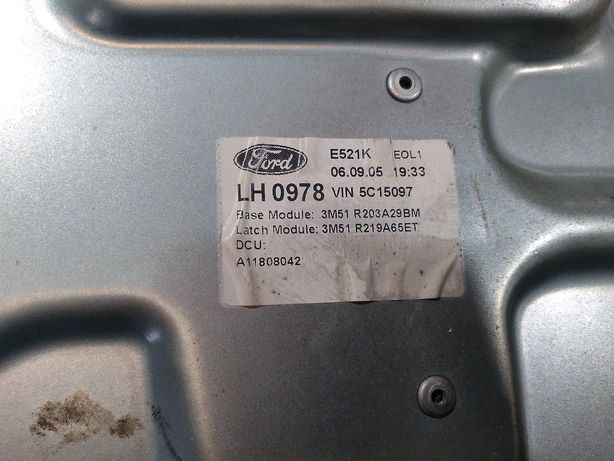 Ford E521K EOL1
06.09.05 19:33
LH 0978 VIN 5C15097
Base Module: 3M51 R203A29BM
Latch Module: 3M51 R219A65ET
DCU:
A11808042